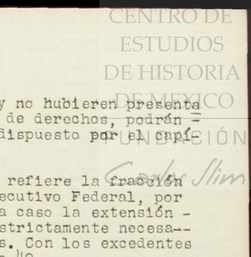 CENTRO DE
ESTUDIOS
DE HISTORIA
DE MEXICO
FUNDACIÓN
Carlos Slim
y no hubieren presenta
de derechos, podrán =
dispuesto por el capí-
refiere la fracción
ecutivo Federal, por
a caso la extensión -
strictamente necesa--
s. Con los excedentes